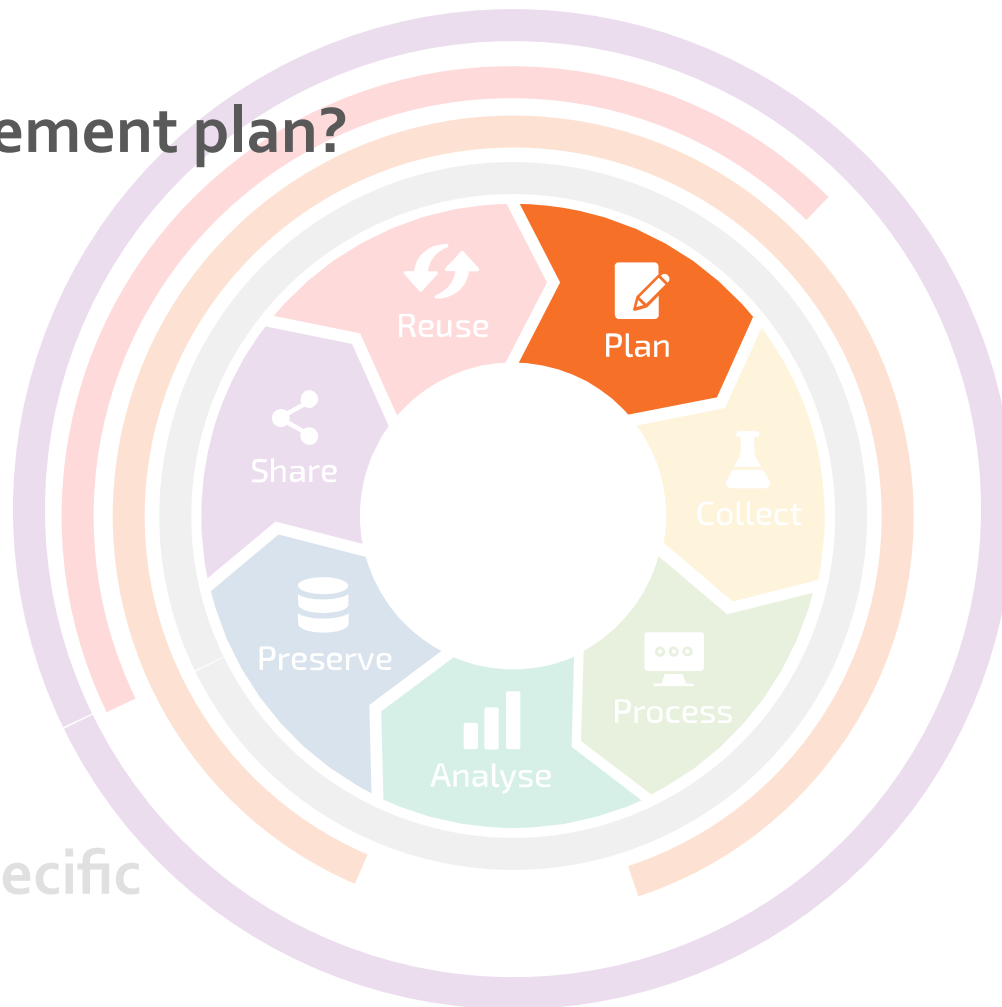 ement plan?
Reuse
Plan
Share
Collect
Preserve
Process
Analyse
ecific